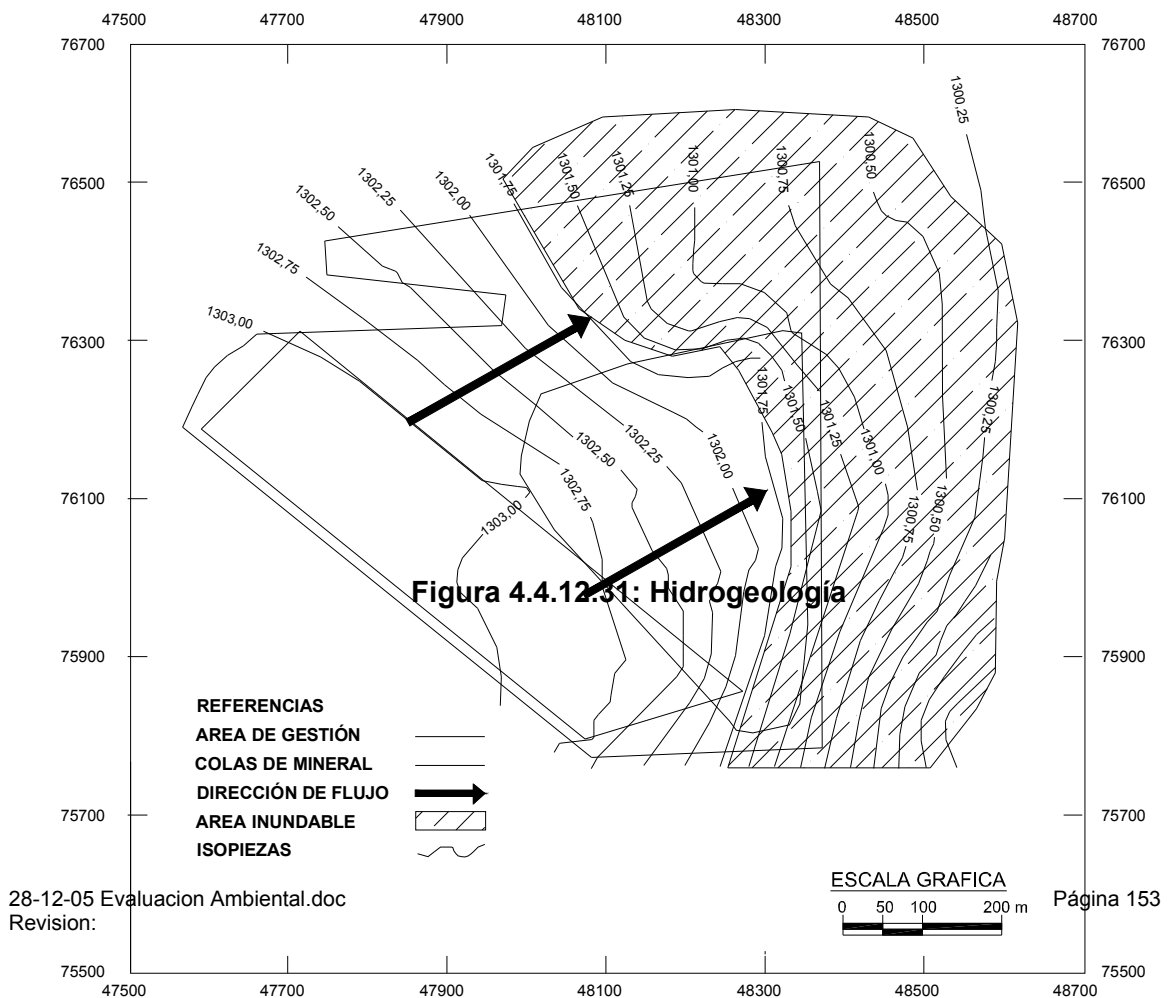 47500 47700 47900 48100 48300 48500 48700
76700 76700
1300,25
1300,50
1300,75
1301,00
1301,25
1301,50
1301,75
76500 76500
1302,00
1302,25
1302,50
1302,75
1303,00
76300 76300
1301,75
1301,50
1301,25
1301,00
1300,25
1302,00
1302,25
1302,50
1302,75
1303,00
76100 76100
1300,75
1300,50
Figura 4.4.12.31: Hidrogeología
75900 75900
REFERENCIAS
AREA DE GESTIÓN
COLAS DE MINERAL
DIRECCIÓN DE FLUJO
AREA INUNDABLE
ISOPIEZAS
75700 75700
ESCALA GRAFICA
0 50 100 200 m
28-12-05 Evaluacion Ambiental.doc Página 153
Revision:
75500 75500
47500 47700 47900 48100 48300 48500 48700